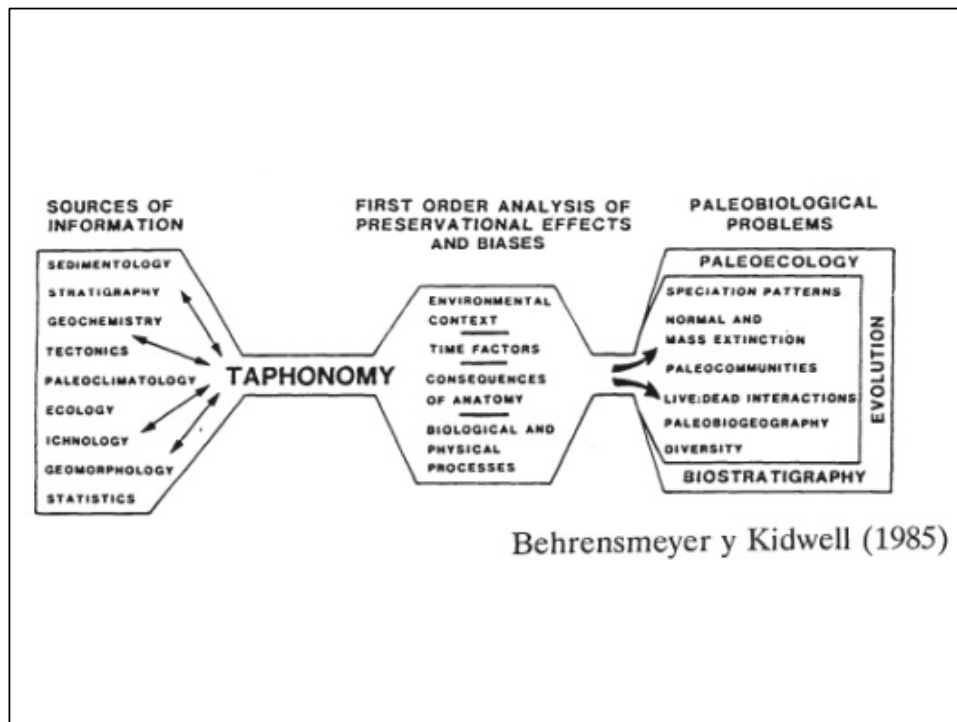 SOURCES OF
INFORMATION
SEDIMENTOLOGY
STRATIGRAPHY
GEOCHEMISTRY
TECTONICS
PALEOCLIMATOLOGY
ECOLOGY
ICHNOLOGY
GEOMORPHOLOGY
STATISTICS
TAPHONOMY
FIRST ORDER ANALYSIS OF
PRESERVATIONAL EFFECTS
AND BIASES
ENVIRONMENTAL
CONTEXT
TIME FACTORS
CONSEQUENCES
OF ANATOMY
BIOLOGICAL AND
PHYSICAL
PROCESSES
PALEOBIOLOGICAL
PROBLEMS
PALEOECOLOGY
SPECIATION PATTERNS
NORMAL AND
MASS EXTINCTION
PALEOCOMMUNITIES
LIVE:DEAD INTERACTIONS
PALEOBIOGEOGRAPHY
DIVERSITY
EVOLUTION
BIOSTRATIGRAPHY
Behrensmeyer y Kidwell (1985)